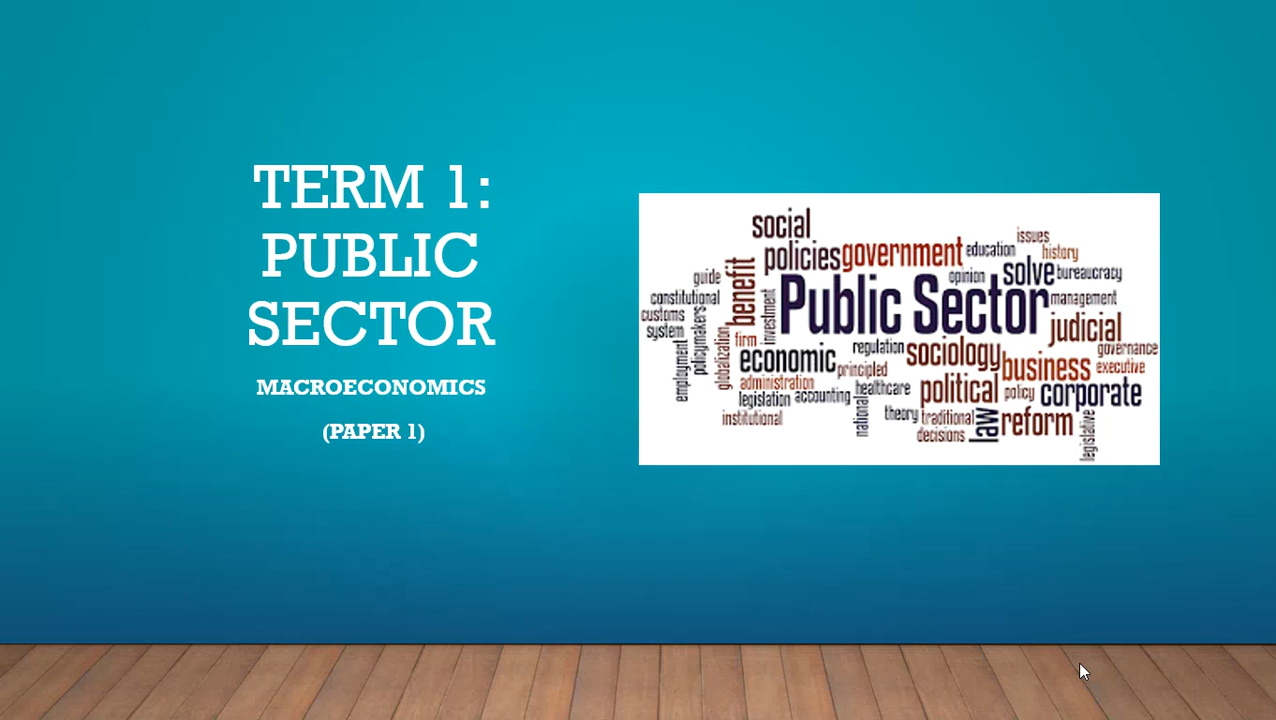 TERM 1:
PUBLIC
SECTOR
MACROECONOMICS
(PAPER 1)
social
policies government education issues
history
guide benefit opinion solve bureaucracy
constitutional investment Public Sector management
customs
system policymakers judicial
employment globalization firm economic regulation sociology governance
principled business executive
administration healthcare political policy corporate
legislation accounting
institutional national theory traditional law reform legislative
decisions